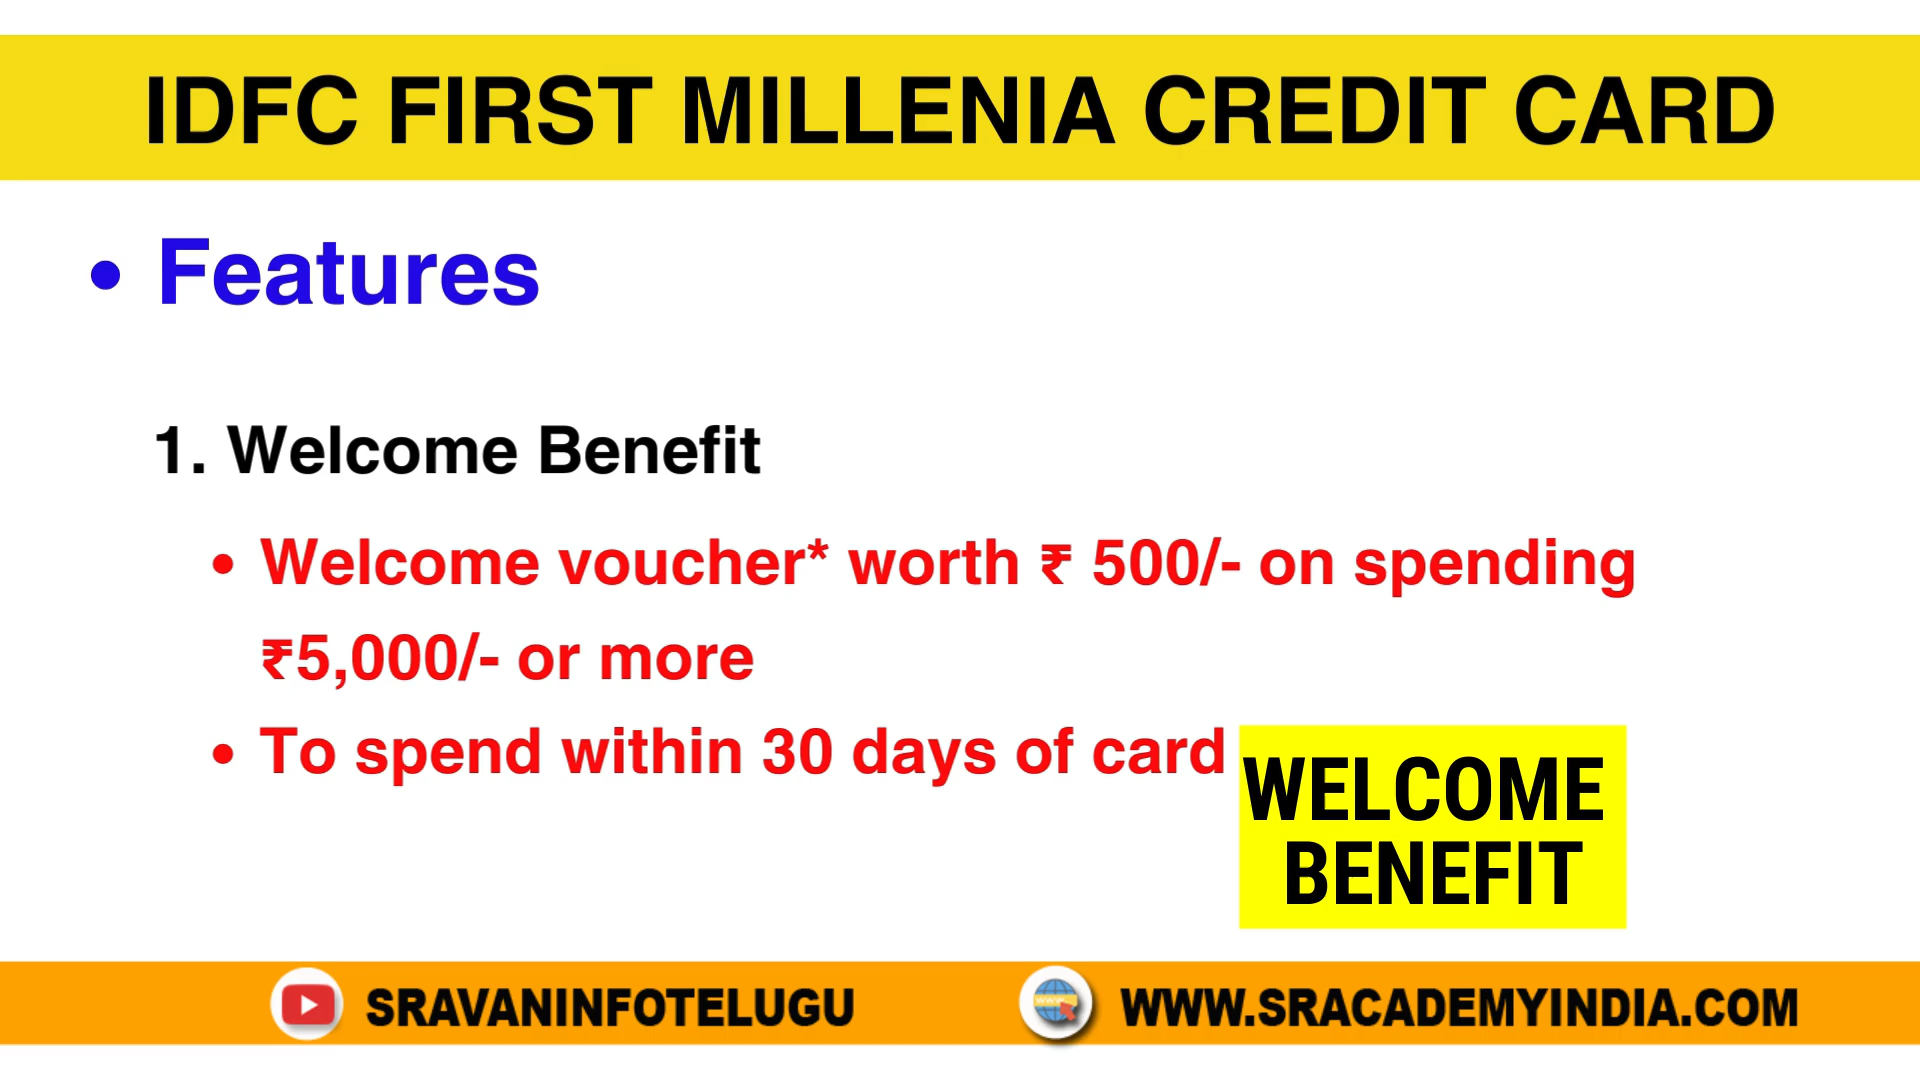 IDFC FIRST MILLENIA CREDIT CARD
• Features
1. Welcome Benefit
• Welcome voucher* worth ₹ 500/- on spending
₹5,000/- or more
• To spend within 30 days of card
WELCOME
BENEFIT
SRAVANINFOTELUGU
WWW.SRACADEMYINDIA.COM